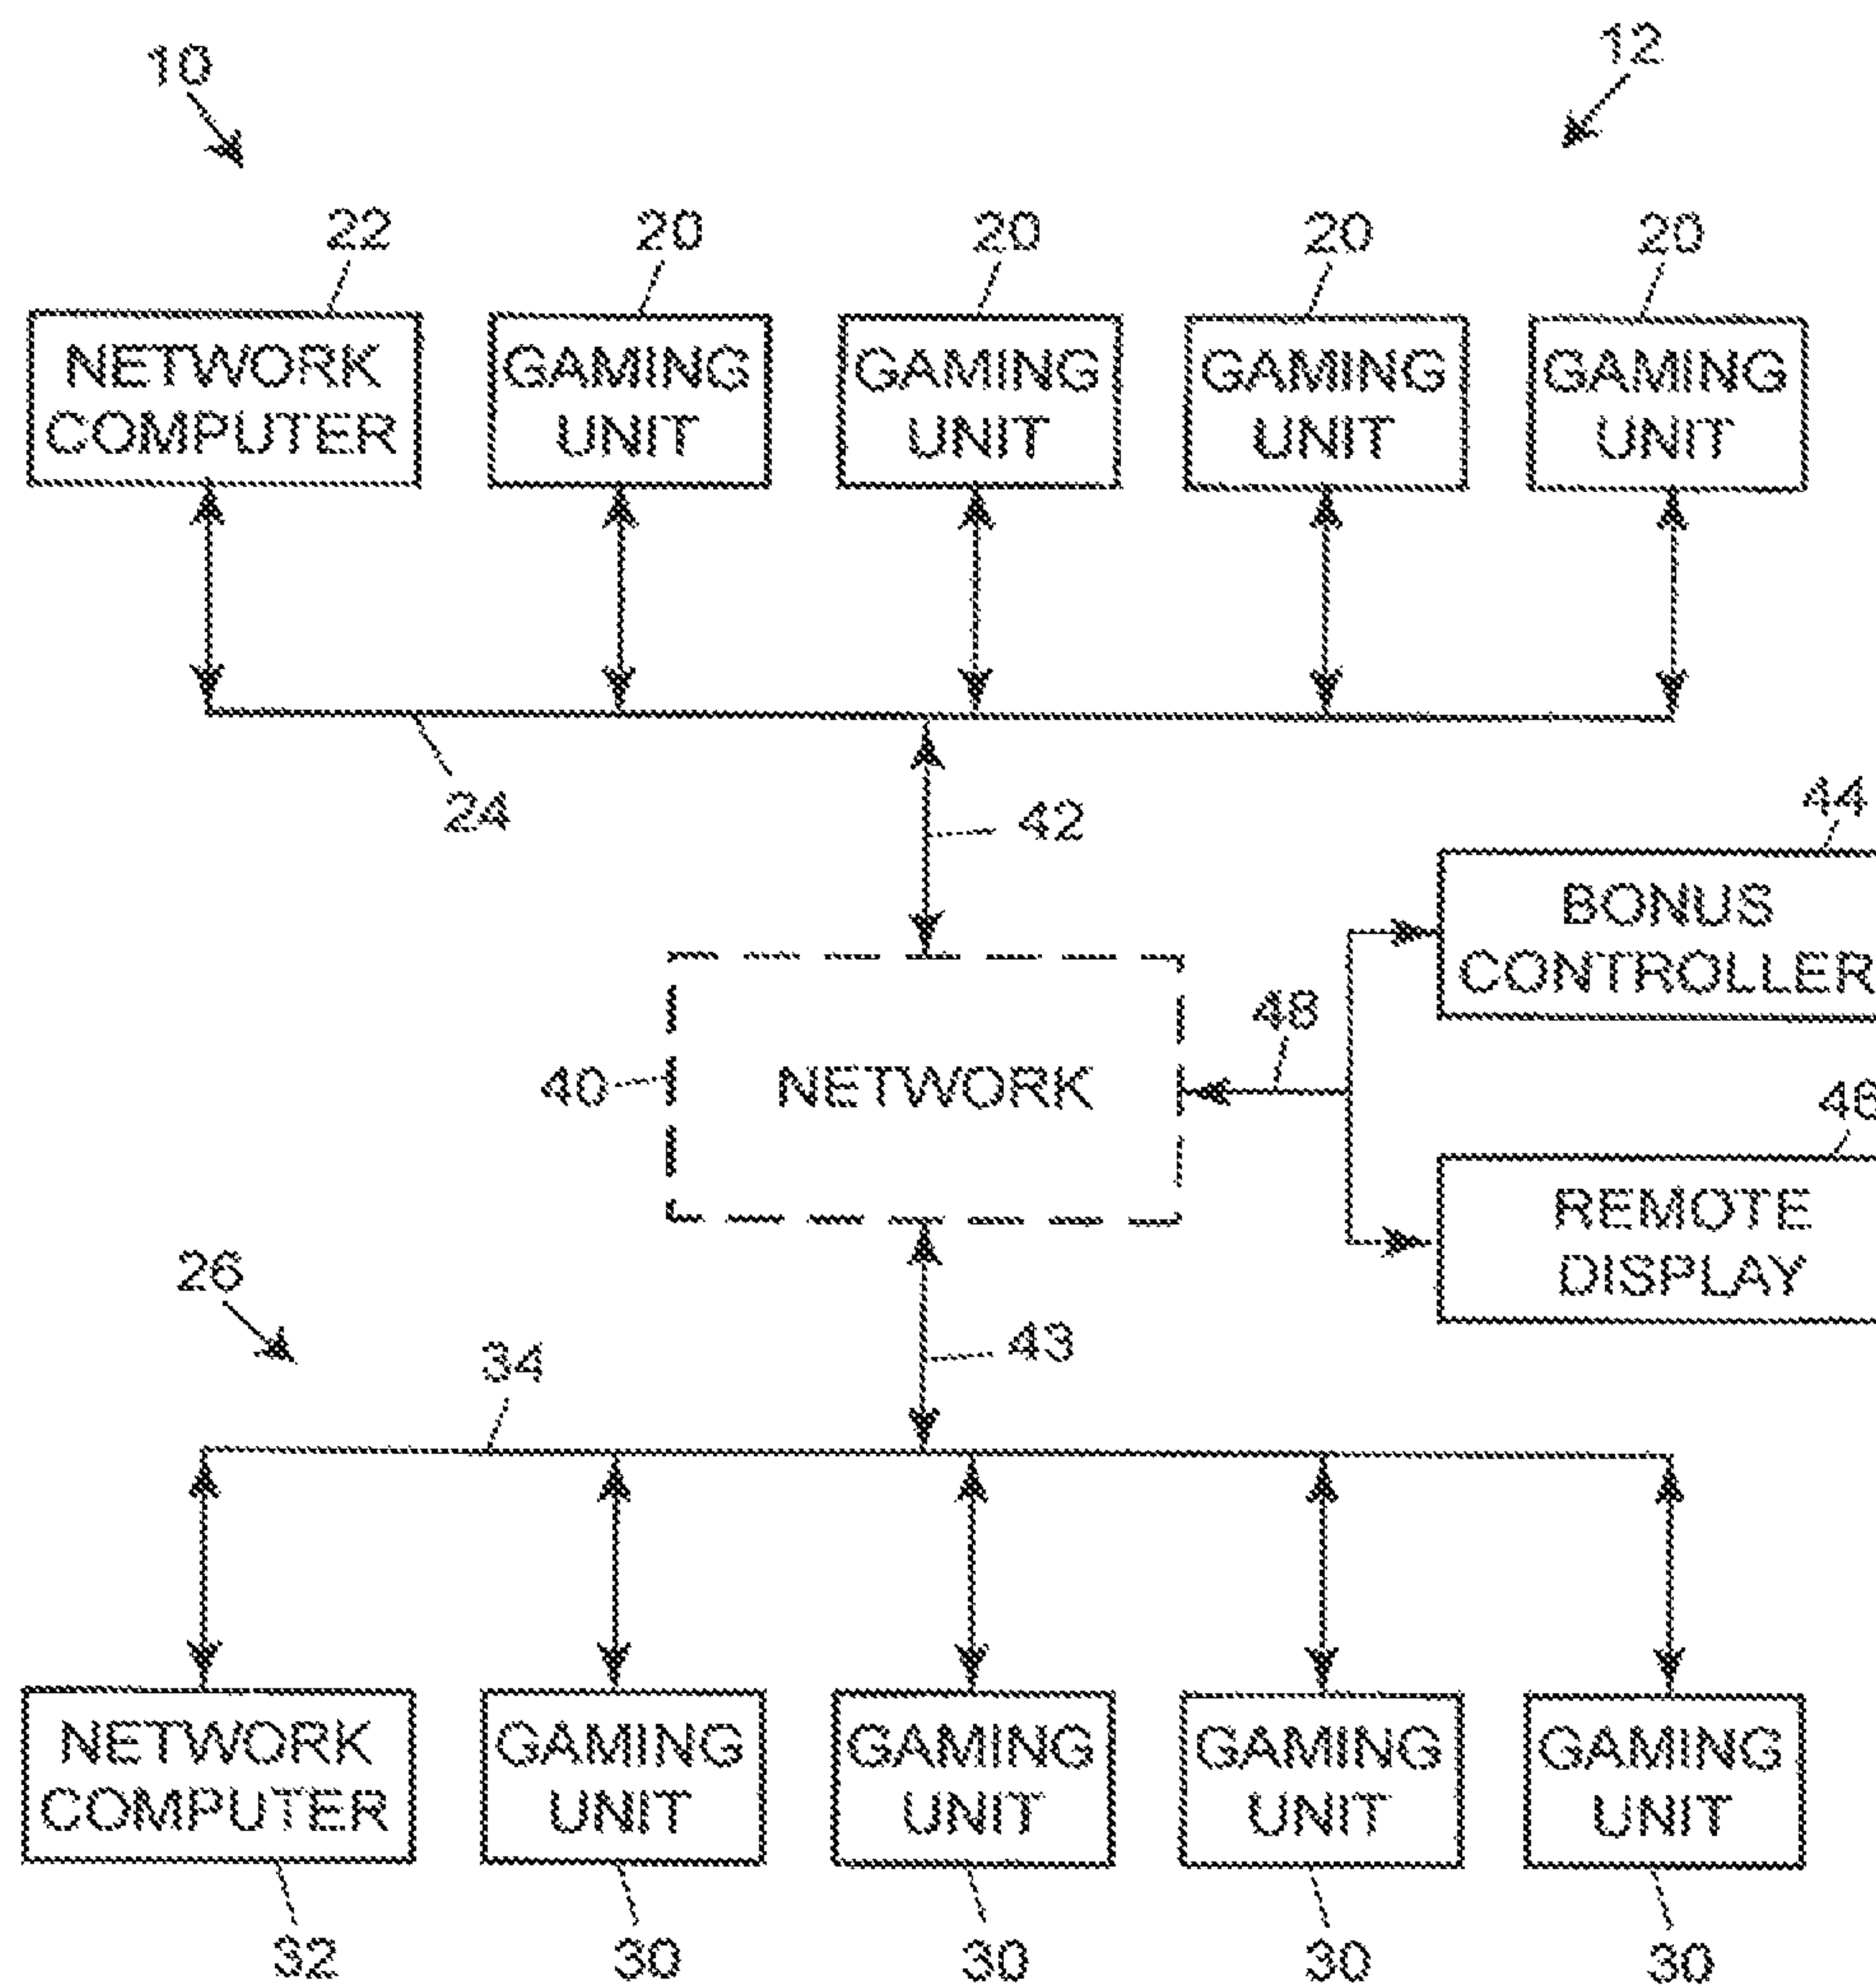 10
12
22
20
20
20
20
NETWORK
COMPUTER
GAMING
UNIT
GAMING
UNIT
GAMING
UNIT
GAMING
UNIT
24
42
44
BONUS
CONTROLLER
48
40
NETWORK
46
REMOTE
DISPLAY
26
34
43
NETWORK
COMPUTER
GAMING
UNIT
GAMING
UNIT
GAMING
UNIT
GAMING
UNIT
32
30
30
30
30